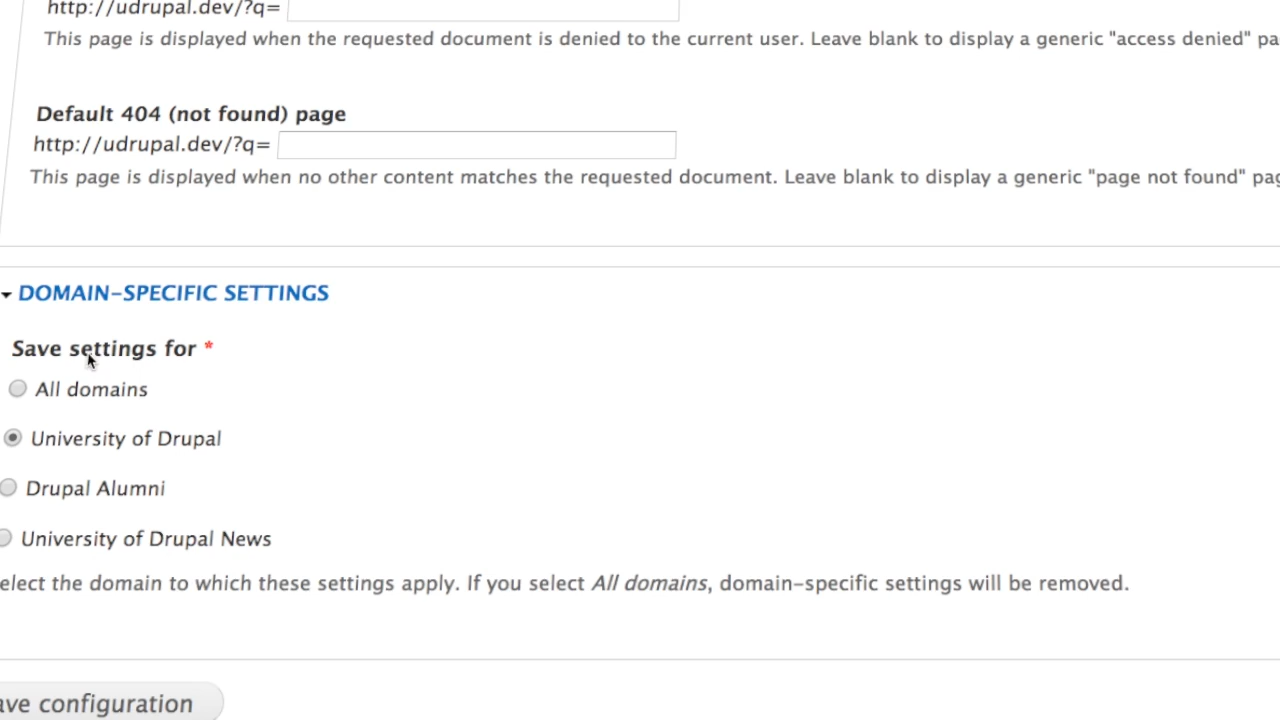 http://udrupal.dev/?q=
This page is displayed when the requested document is denied to the current user. Leave blank to display a generic "access denied"
Default 404 (not found) page
http://udrupal.dev/?q=
This page is displayed when no other content matches the requested document. Leave blank to display a generic "page not found"
DOMAIN-SPECIFIC SETTINGS
Save settings for *
All domains
University of Drupal
Drupal Alumni
University of Drupal News
elect the domain to which these settings apply. If you select All domains, domain-specific settings will be removed.
ave configuration